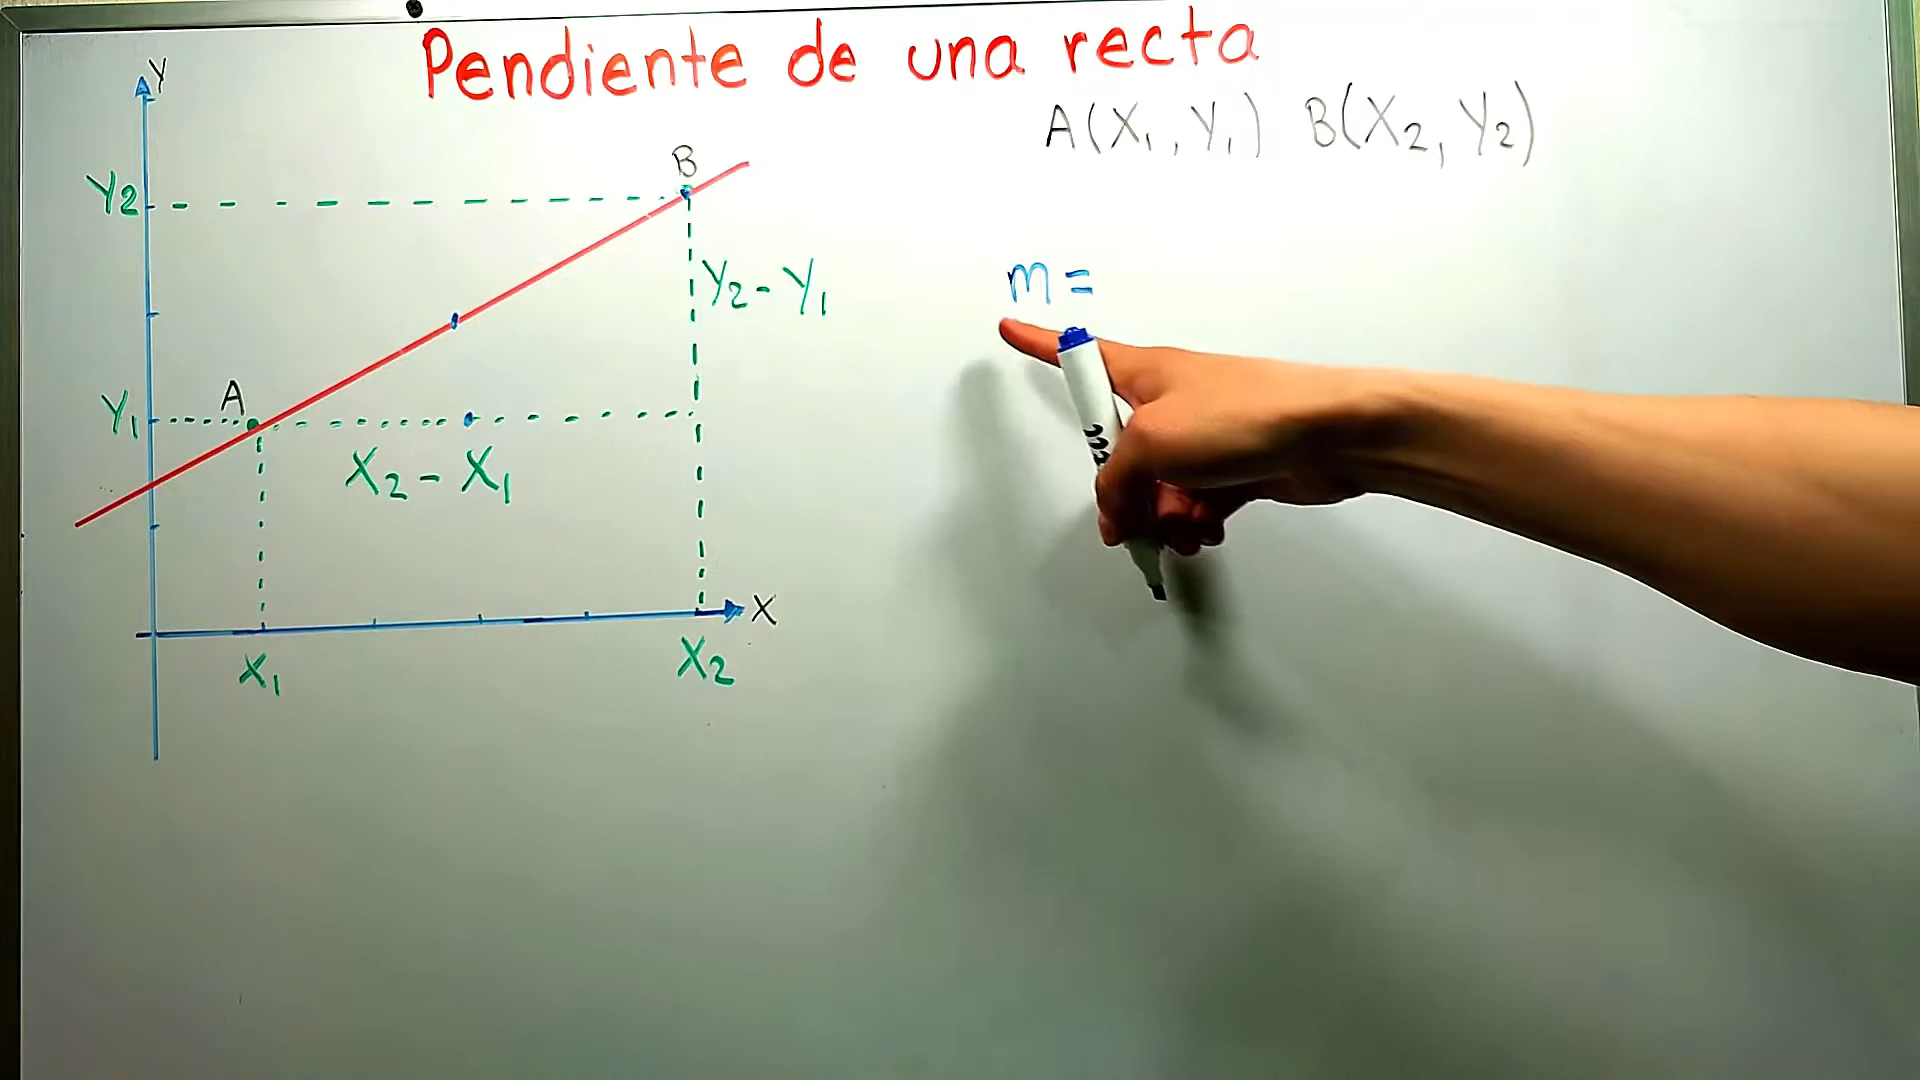 Pendiente de una recta
A(X₁, Y₁) B(X₂, Y₂)
Y
B
Y₂
Y₂ - Y₁
m =
A
Y₁
X₂ - X₁
X
X₁
X₂